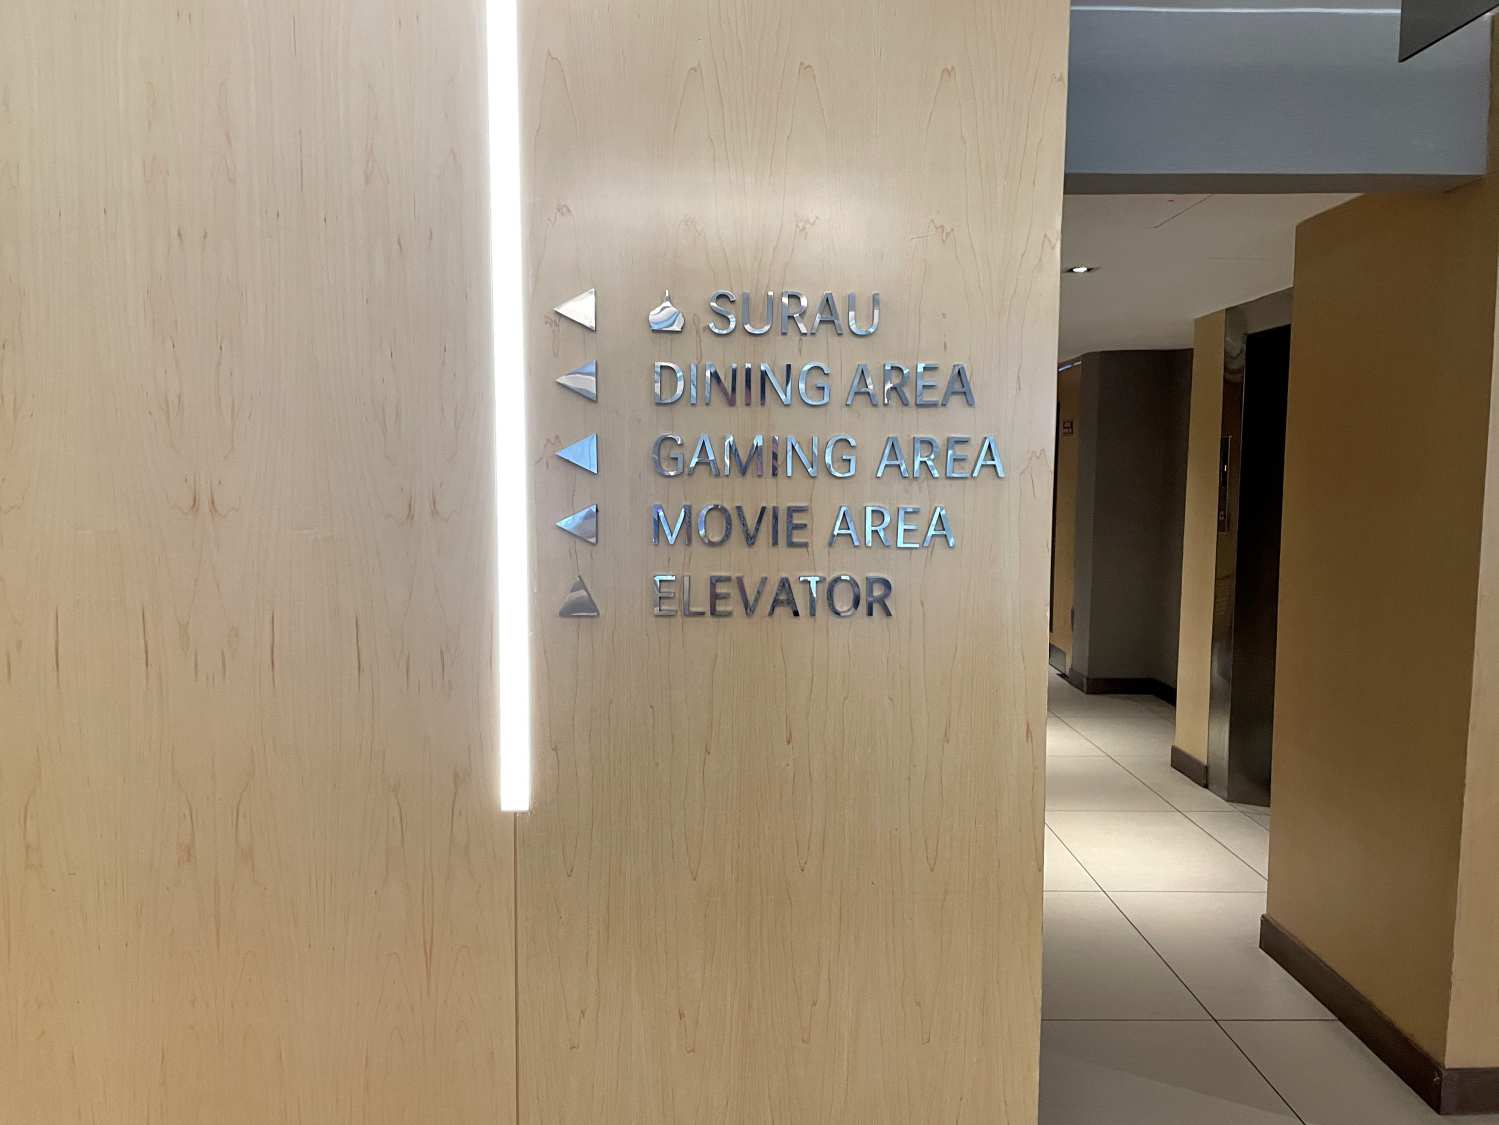 SURAU
DINING AREA
GAMING AREA
MOVIE AREA
ELEVATOR